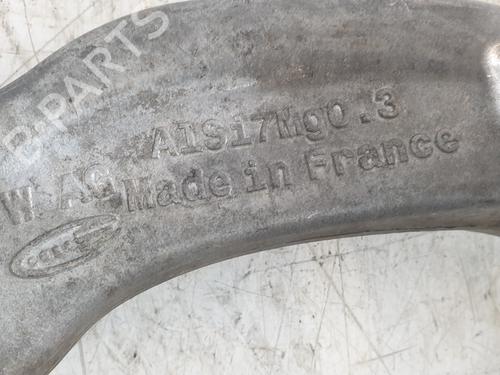 B-PARTS
AlSi7Mg0.3
W AG Made in France